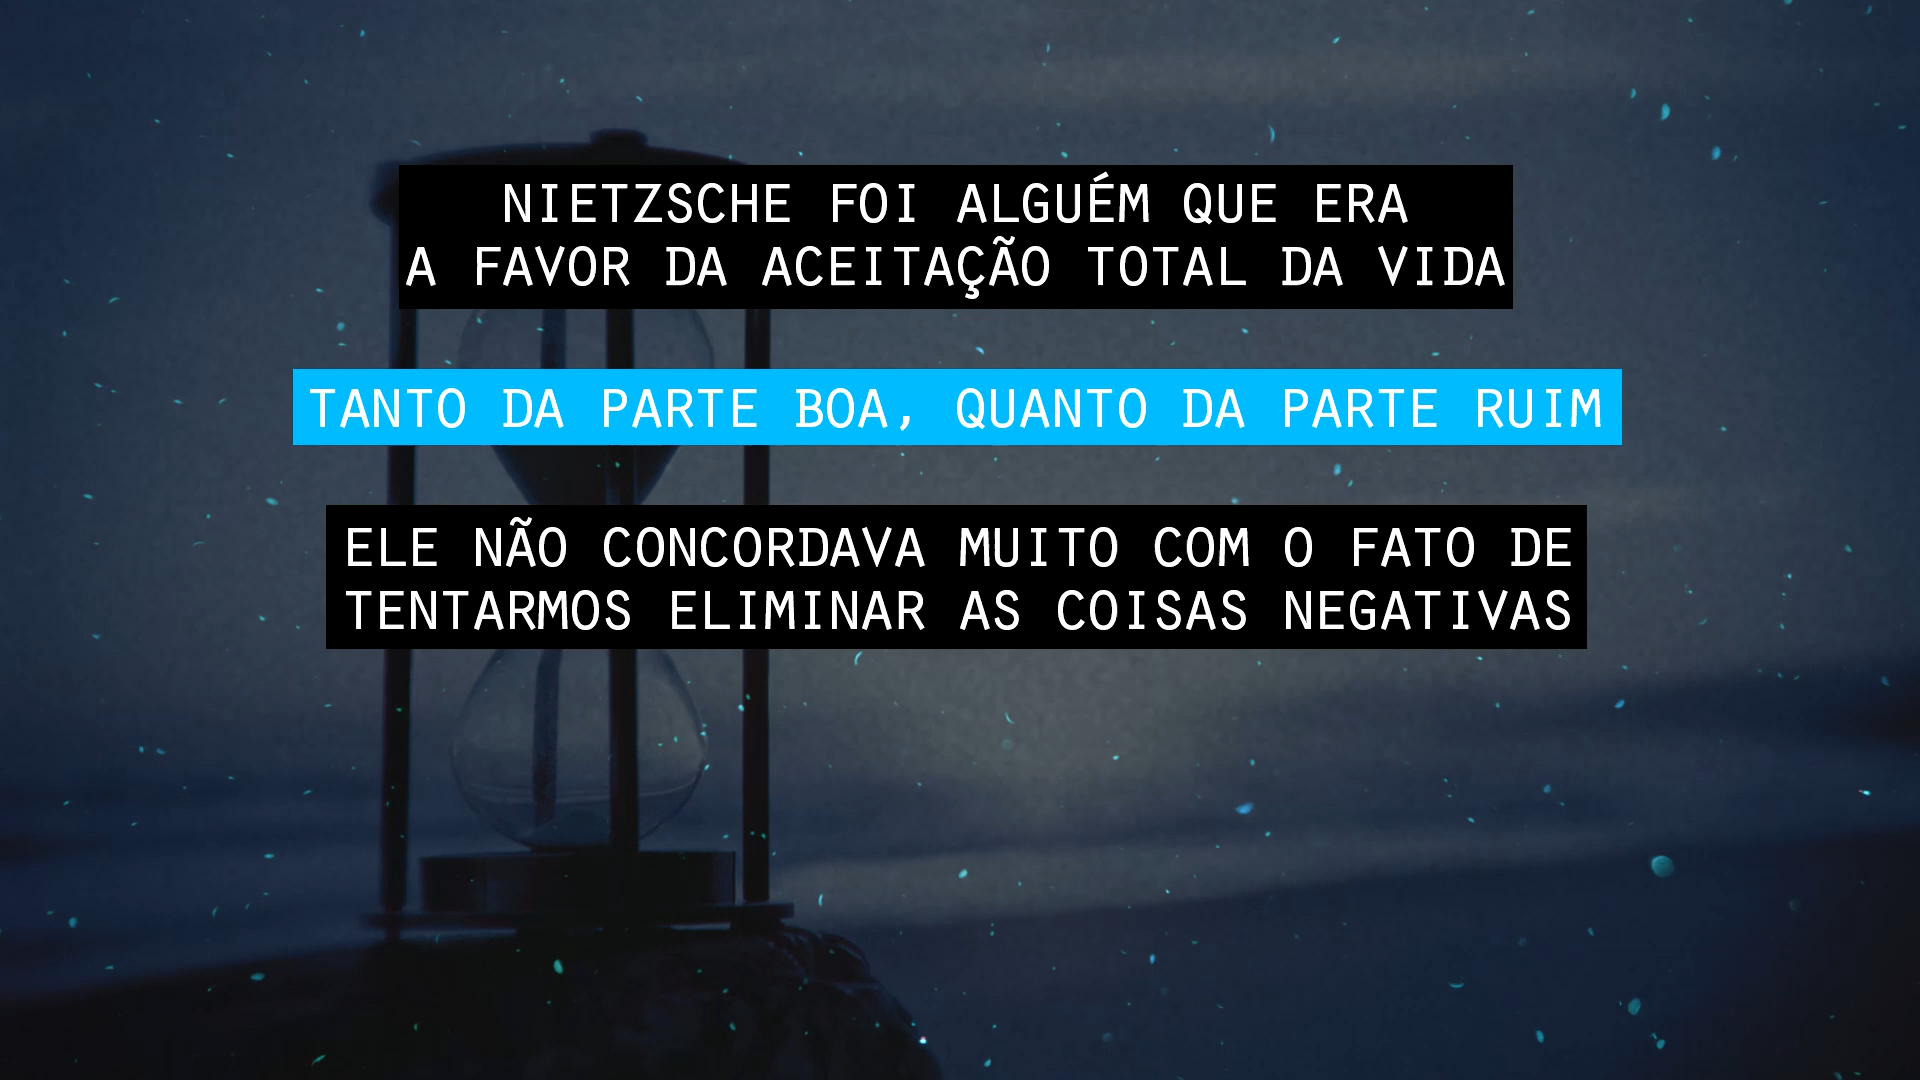 NIETZSCHE FOI ALGUÉM QUE ERA
A FAVOR DA ACEITAÇÃO TOTAL DA VIDA
TANTO DA PARTE BOA, QUANTO DA PARTE RUIM
ELE NÃO CONCORDAVA MUITO COM O FATO DE
TENTARMOS ELIMINAR AS COISAS NEGATIVAS